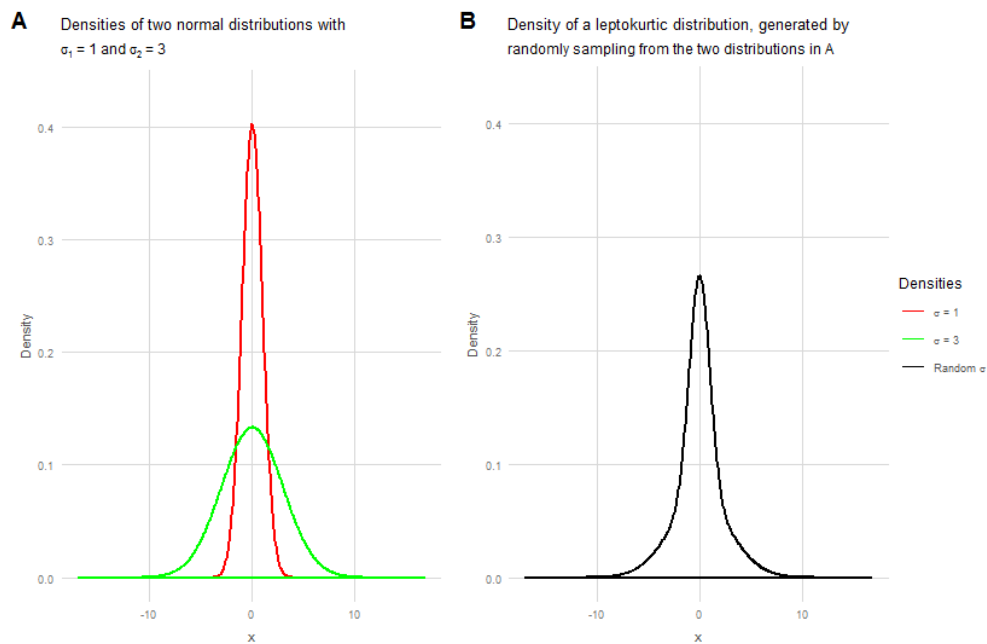 A
Densities of two normal distributions with
σ₁ = 1 and σ₂ = 3
0.4
0.3
0.2
0.1
0.0
Density
-10
0
10
x
B
Density of a leptokurtic distribution, generated by
randomly sampling from the two distributions in A
0.4
0.3
0.2
0.1
0.0
Density
-10
0
10
x
Densities
σ = 1
σ = 3
Random σ